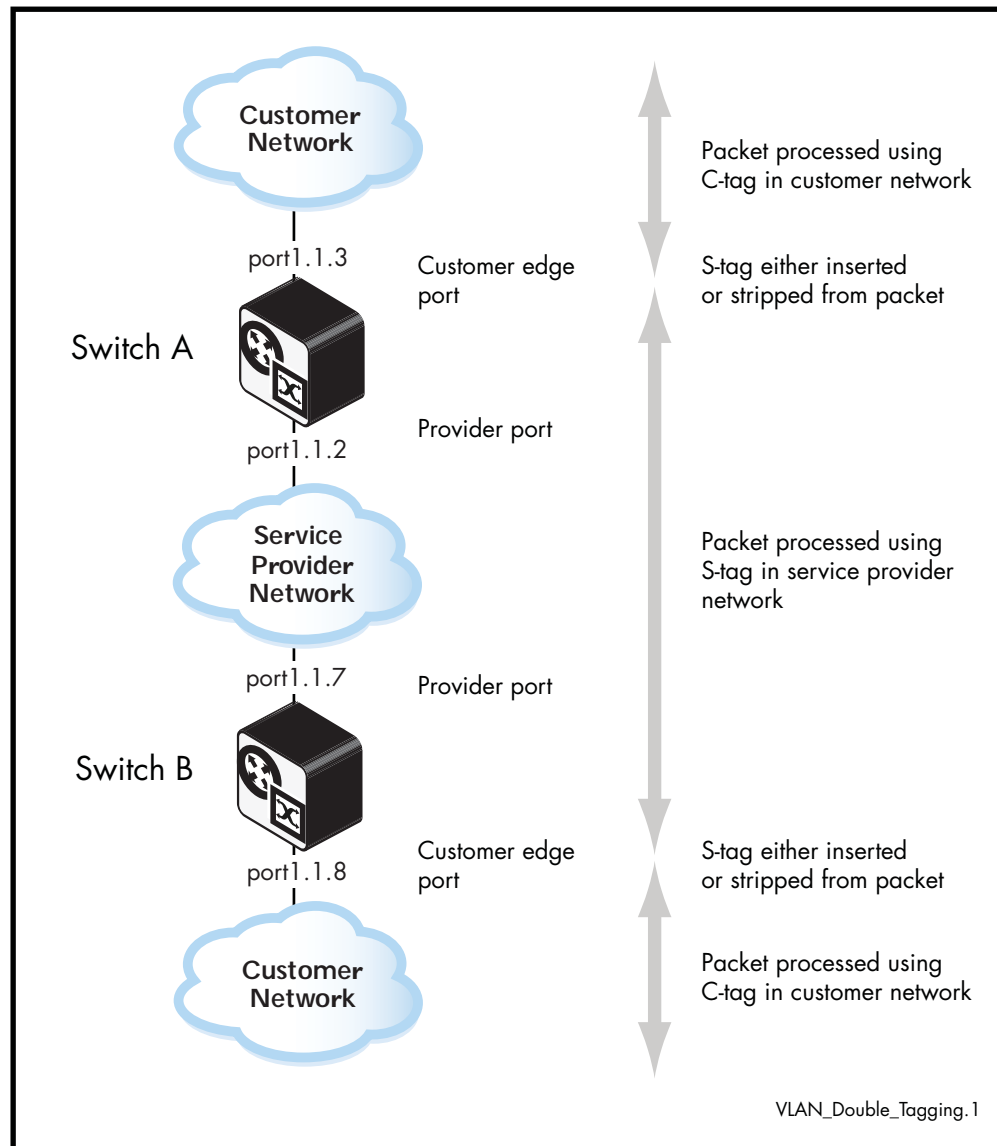 Customer
Network
Packet processed using
C-tag in customer network
port1.1.3
Customer edge
port
S-tag either inserted
or stripped from packet
Switch A
Provider port
port1.1.2
Service
Provider
Network
Packet processed using
S-tag in service provider
network
port1.1.7
Provider port
Switch B
Customer edge
port
S-tag either inserted
or stripped from packet
port1.1.8
Customer
Network
Packet processed using
C-tag in customer network
VLAN_Double_Tagging.1